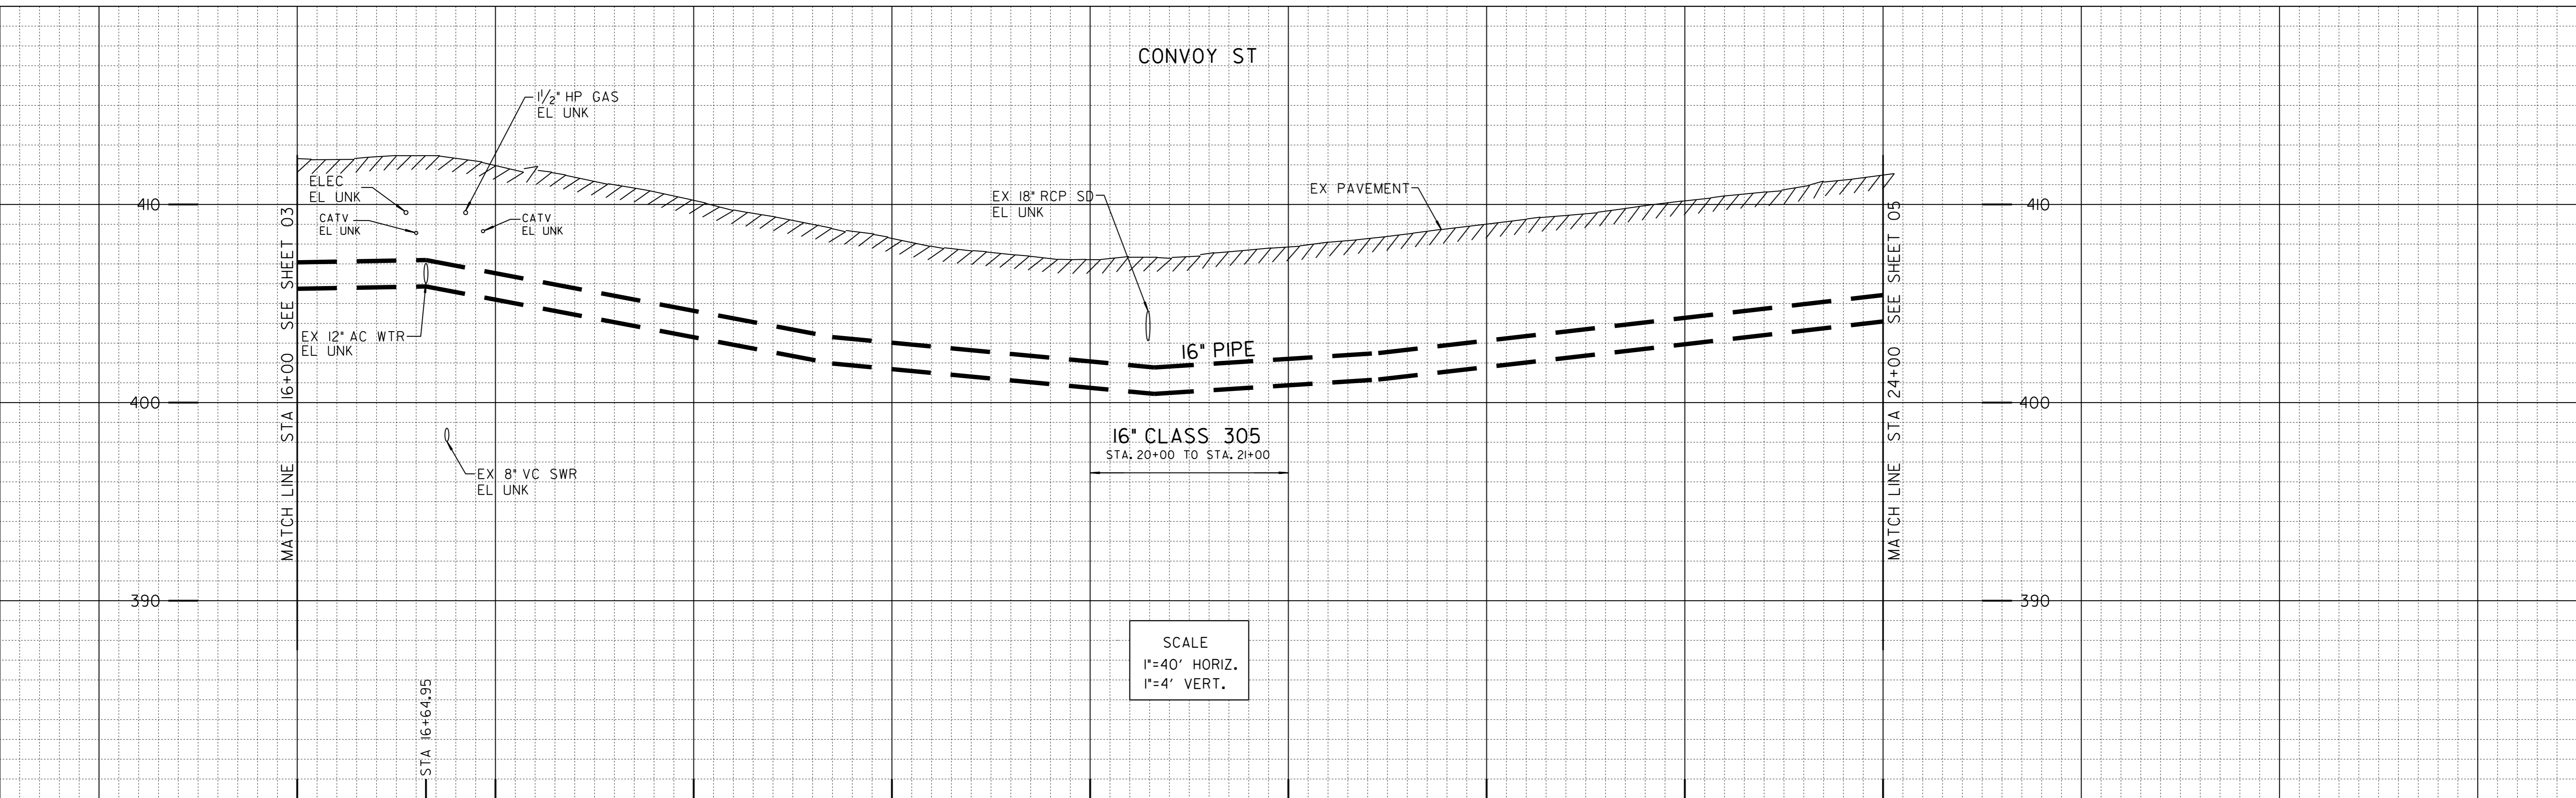 CONVOY ST
1 1/2" HP GAS
EL UNK
ELEC
EL UNK
CATV
EL UNK
CATV
EL UNK
EX 18" RCP SD
EL UNK
EX PAVEMENT
410
410
EX 12" AC WTR
EL UNK
16" PIPE
400
400
16" CLASS 305
STA. 20+00 TO STA. 21+00
EX 8" VC SWR
EL UNK
MATCH LINE STA 16+00 SEE SHEET 03
MATCH LINE STA 24+00 SEE SHEET 05
390
390
SCALE
1"=40' HORIZ.
1"=4' VERT.
STA 16+64.95